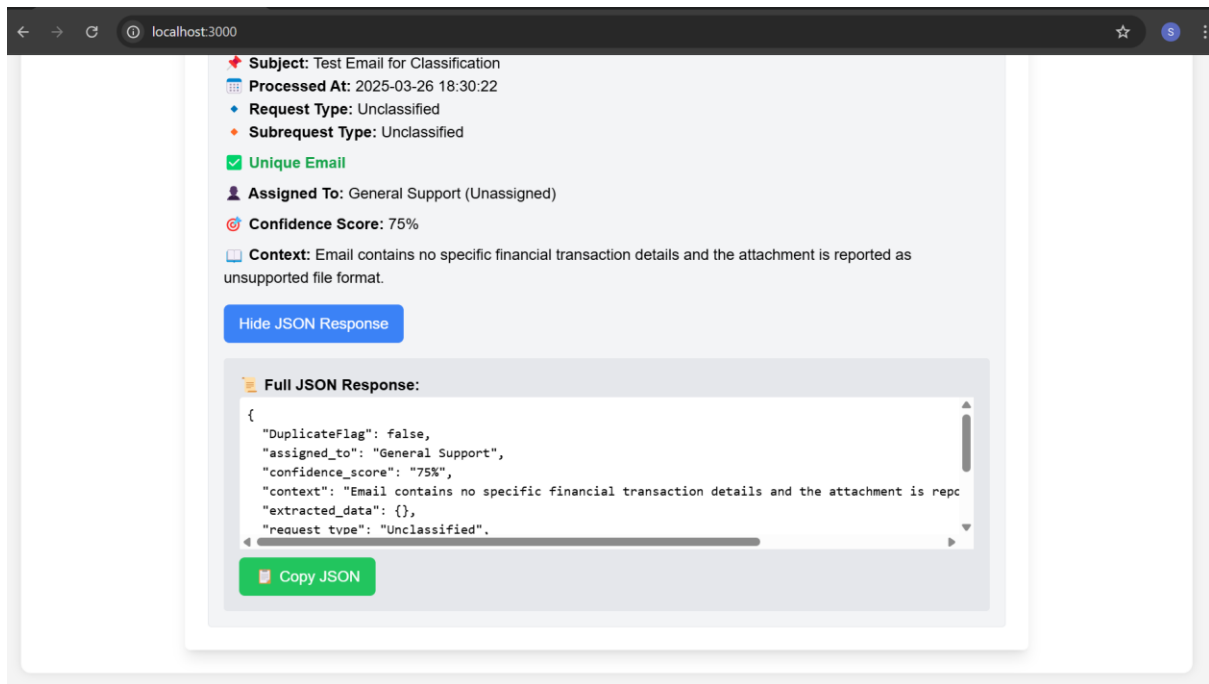 localhost:3000
S
Subject: Test Email for Classification
Processed At: 2025-03-26 18:30:22
Request Type: Unclassified
Subrequest Type: Unclassified
Unique Email
Assigned To: General Support (Unassigned)
Confidence Score: 75%
Context: Email contains no specific financial transaction details and the attachment is reported as
unsupported file format.
Hide JSON Response
Full JSON Response:
{
"DuplicateFlag": false,
"assigned_to": "General Support",
"confidence_score": "75%",
"context": "Email contains no specific financial transaction details and the attachment is repo
"extracted_data": {},
"request_type": "Unclassified",
Copy JSON